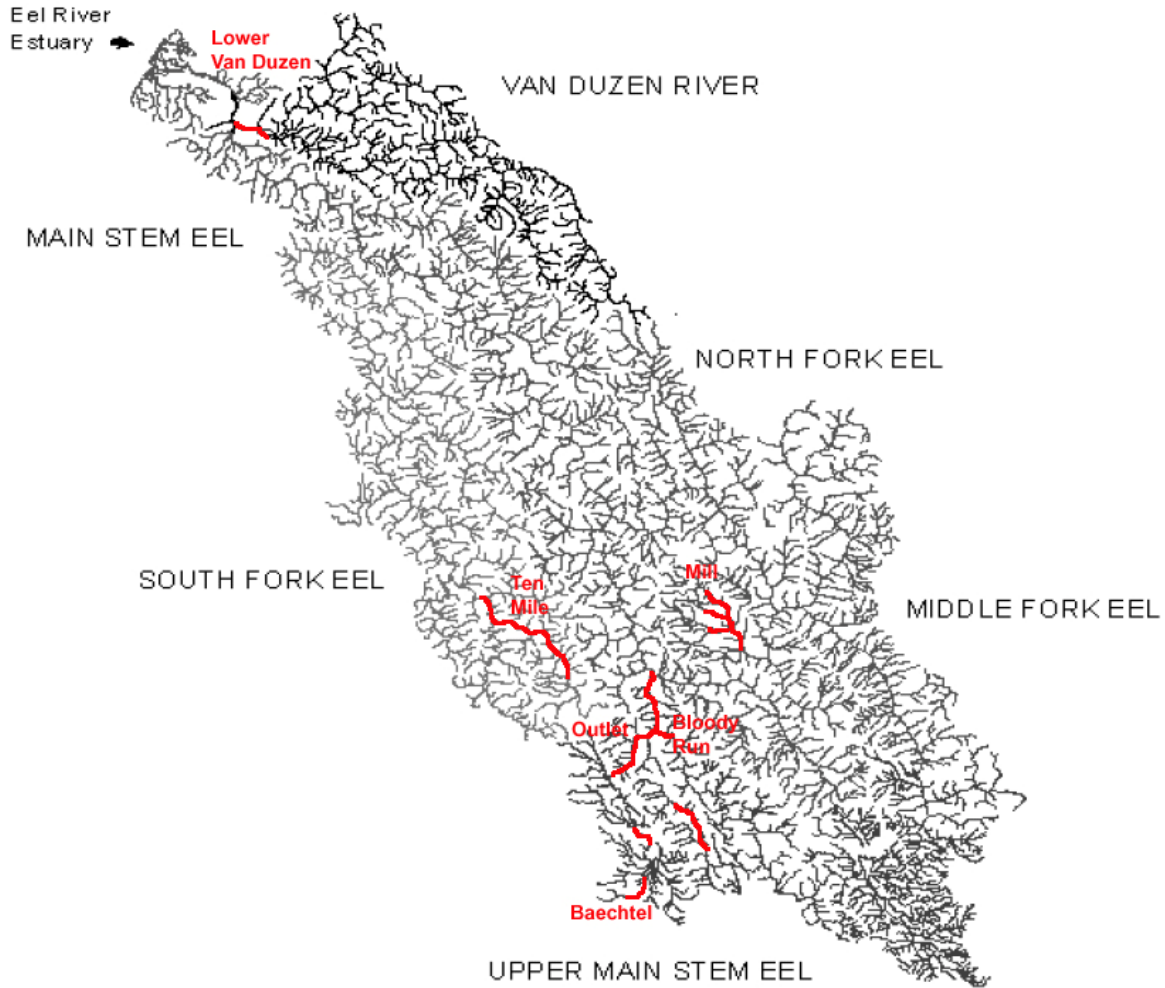 Eel River
Estuary
Lower
Van Duzen
VAN DUZEN RIVER
MAIN STEM EEL
NORTH FORK EEL
SOUTH FORK EEL
Ten
Mile
Mill
MIDDLE FORK EEL
Outlet
Bloody
Run
Baechtel
UPPER MAIN STEM EEL